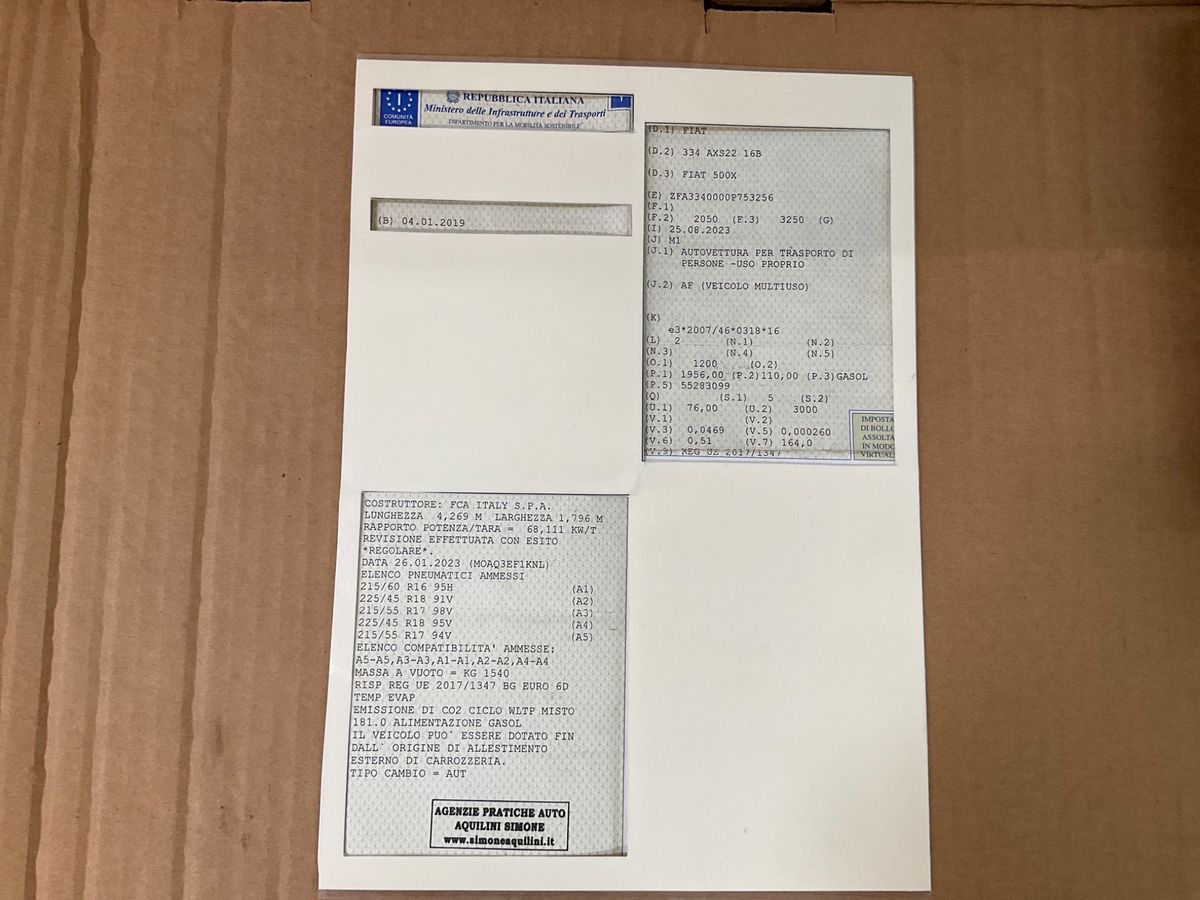 I
COMUNITÀ
EUROPEA
REPUBBLICA ITALIANA
Ministero delle Infrastrutture e dei Trasporti
DIPARTIMENTO PER LA MOBILITÀ SOSTENIBILE
(B) 04.01.2019
(D.1) FIAT
(D.2) 334 AXS22 16B
(D.3) FIAT 500X
(E) ZFA3340000P753256
(F.1)
(F.2) 2050 (F.3) 3250 (G)
(I) 25.08.2023
(J) M1
(J.1) AUTOVETTURA PER TRASPORTO DI
PERSONE -USO PROPRIO
(J.2) AF (VEICOLO MULTIUSO)
(K)
e3*2007/46*0318*16
(L) 2 (N.1) (N.2)
(N.3) (N.4) (N.5)
(O.1) 1200 (O.2)
(P.1) 1956,00 (P.2)110,00 (P.3)GASOL
(P.5) 55283099
(Q) (S.1) 5 (S.2)
(U.1) 76,00 (U.2) 3000
(V.1) (V.2)
(V.3) 0,0469 (V.5) 0,000260
(V.6) 0,51 (V.7) 164,0
(V.9) REG UE 2017/1347
IMPOSTA
DI BOLLO
ASSOLTA
IN MODO
VIRTUAL
COSTRUTTORE: FCA ITALY S.P.A.
LUNGHEZZA 4,269 M LARGHEZZA 1,796 M
RAPPORTO POTENZA/TARA = 68,111 KW/T
REVISIONE EFFETTUATA CON ESITO
*REGOLARE*.
DATA 26.01.2023 (MOAQ3EF1KNL)
ELENCO PNEUMATICI AMMESSI
215/60 R16 95H (A1)
225/45 R18 91V (A2)
215/55 R17 98V (A3)
225/45 R18 95V (A4)
215/55 R17 94V (A5)
ELENCO COMPATIBILITA' AMMESSE:
A5-A5,A3-A3,A1-A1,A2-A2,A4-A4
MASSA A VUOTO = KG 1540
RISP REG UE 2017/1347 BG EURO 6D
TEMP EVAP
EMISSIONE DI CO2 CICLO WLTP MISTO
181.0 ALIMENTAZIONE GASOL
IL VEICOLO PUO` ESSERE DOTATO FIN
DALL` ORIGINE DI ALLESTIMENTO
ESTERNO DI CARROZZERIA.
TIPO CAMBIO = AUT
AGENZIE PRATICHE AUTO
AQUILINI SIMONE
www.simoneaquilini.it